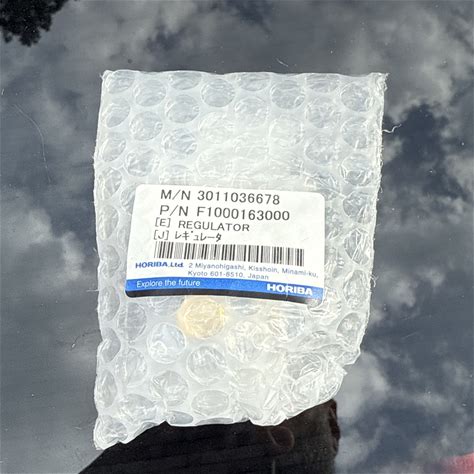 M/N 3011036678
P/N F1000163000
[E] REGULATOR
[J] ﾚｷﾞｭﾚｰﾀ
HORIBA,Ltd. 2 Miyanohigashi, Kisshoin, Minami-ku,
Kyoto 601-8510, Japan
Explore the future HORIBA